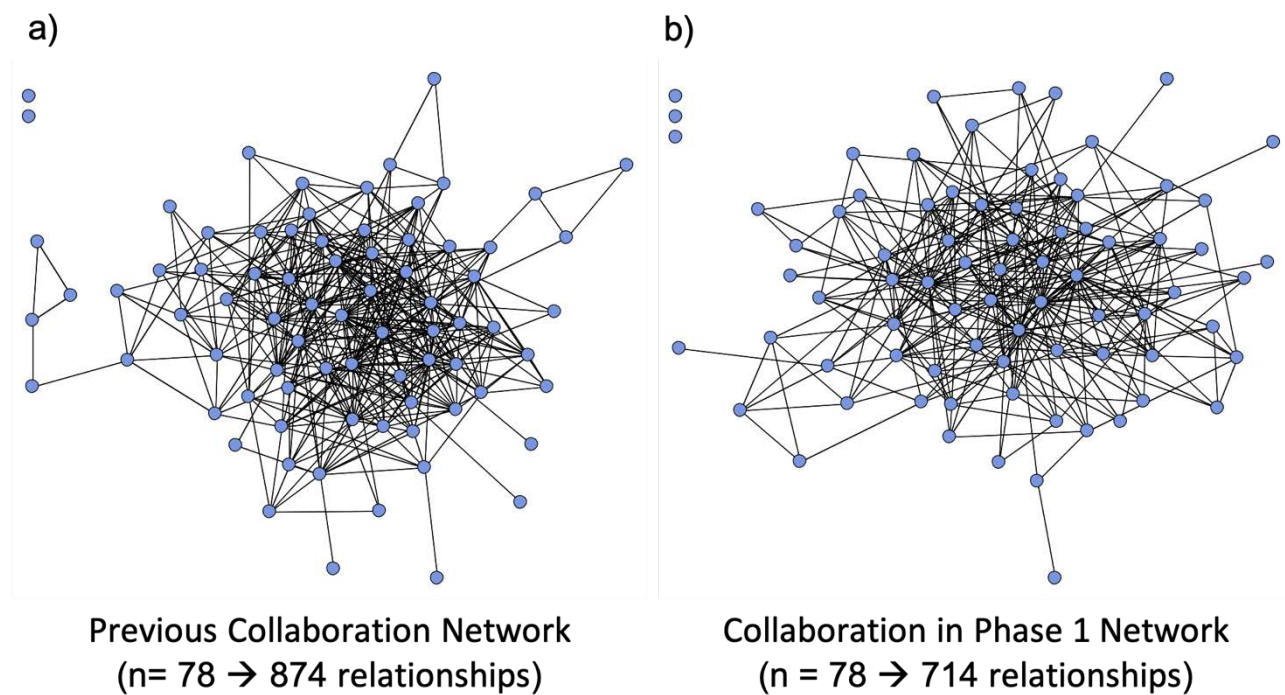 a)
b)
Previous Collaboration Network
(n= 78 → 874 relationships)
Collaboration in Phase 1 Network
(n = 78 → 714 relationships)